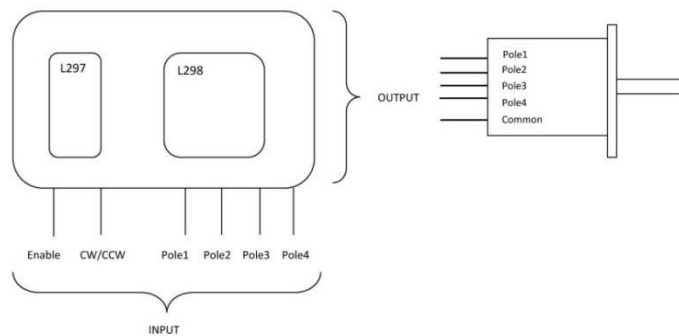 L297
L298
OUTPUT
Pole1
Pole2
Pole3
Pole4
Common
Enable CW/CCW Pole1 Pole2 Pole3 Pole4
INPUT